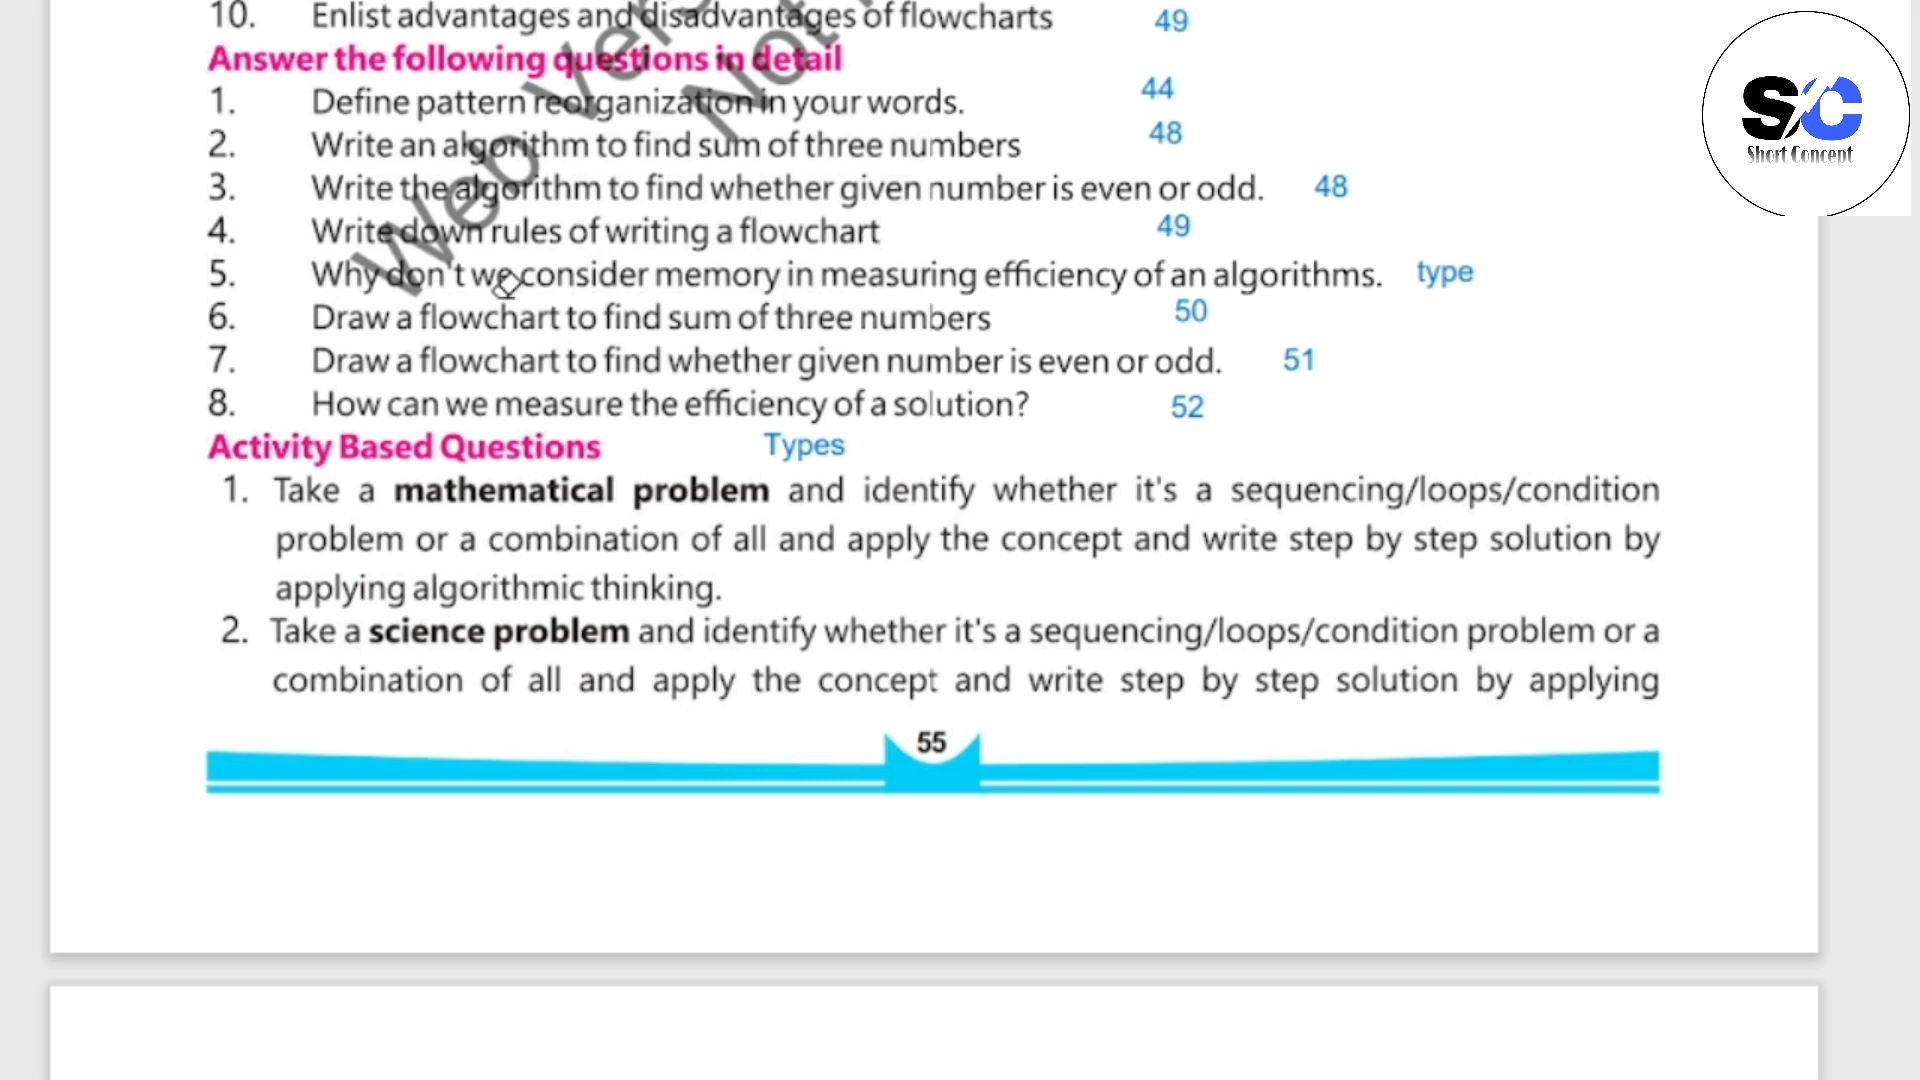 10. Enlist advantages and disadvantages of flowcharts 49
Answer the following questions in detail
1. Define pattern reorganization in your words. 44
2. Write an algorithm to find sum of three numbers 48
3. Write the algorithm to find whether given number is even or odd. 48
4. Write down rules of writing a flowchart 49
5. Why don't we consider memory in measuring efficiency of an algorithms. type
6. Draw a flowchart to find sum of three numbers 50
7. Draw a flowchart to find whether given number is even or odd. 51
8. How can we measure the efficiency of a solution? 52
Activity Based Questions Types
1. Take a mathematical problem and identify whether it's a sequencing/loops/condition
problem or a combination of all and apply the concept and write step by step solution by
applying algorithmic thinking.
2. Take a science problem and identify whether it's a sequencing/loops/condition problem or a
combination of all and apply the concept and write step by step solution by applying
55
SC
Short Concept
Web Vers
Not